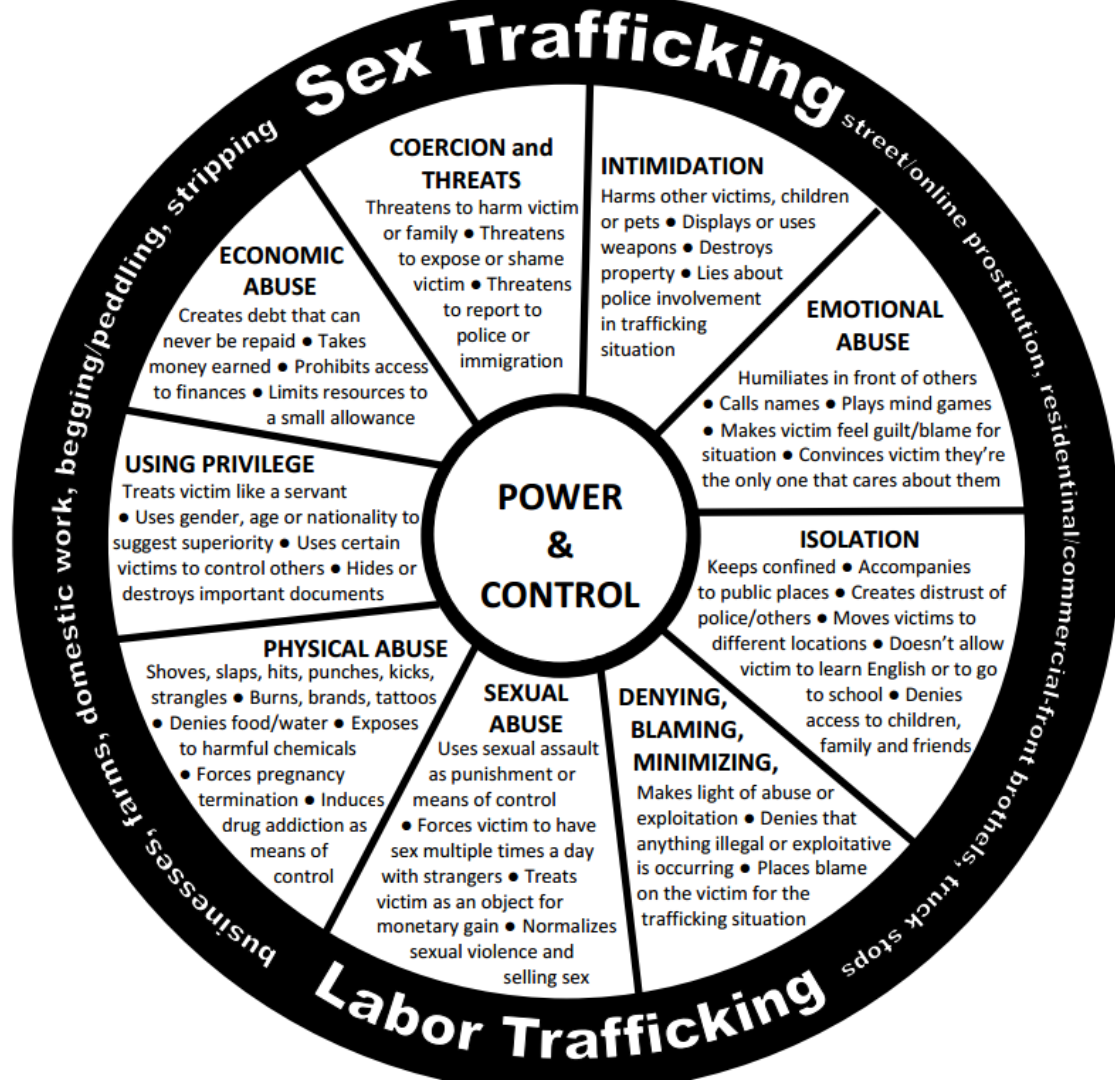 Sex Trafficking
street/online prostitution, residentinal/commercial-front brothels, truck stops
COERCION and
THREATS
Threatens to harm victim
or family ● Threatens
to expose or shame
victim ● Threatens
to report to
police or
immigration
INTIMIDATION
Harms other victims, children
or pets ● Displays or uses
weapons ● Destroys
property ● Lies about
police involvement
in trafficking
situation
EMOTIONAL
ABUSE
Humiliates in front of others
● Calls names ● Plays mind games
● Makes victim feel guilt/blame for
situation ● Convinces victim they're
the only one that cares about them
ISOLATION
Keeps confined ● Accompanies
to public places ● Creates distrust of
police/others ● Moves victims to
different locations ● Doesn't allow
victim to learn English or to go
to school ● Denies
access to children,
family and friends
DENYING,
BLAMING,
MINIMIZING,
Makes light of abuse or
exploitation ● Denies that
anything illegal or exploitative
is occurring ● Places blame
on the victim for the
trafficking situation
SEXUAL
ABUSE
Uses sexual assault
as punishment or
means of control
● Forces victim to have
sex multiple times a day
with strangers ● Treats
victim as an object for
monetary gain ● Normalizes
sexual violence and
selling sex
PHYSICAL ABUSE
Shoves, slaps, hits, punches, kicks,
strangles ● Burns, brands, tattoos
● Denies food/water ● Exposes
to harmful chemicals
● Forces pregnancy
termination ● Induces
drug addiction as
means of
control
USING PRIVILEGE
Treats victim like a servant
● Uses gender, age or nationality to
suggest superiority ● Uses certain
victims to control others ● Hides or
destroys important documents
ECONOMIC
ABUSE
Creates debt that can
never be repaid ● Takes
money earned ● Prohibits access
to finances ● Limits resources to
a small allowance
POWER
&
CONTROL
Labor Trafficking
businesses, farms, domestic work, begging/peddling, stripping